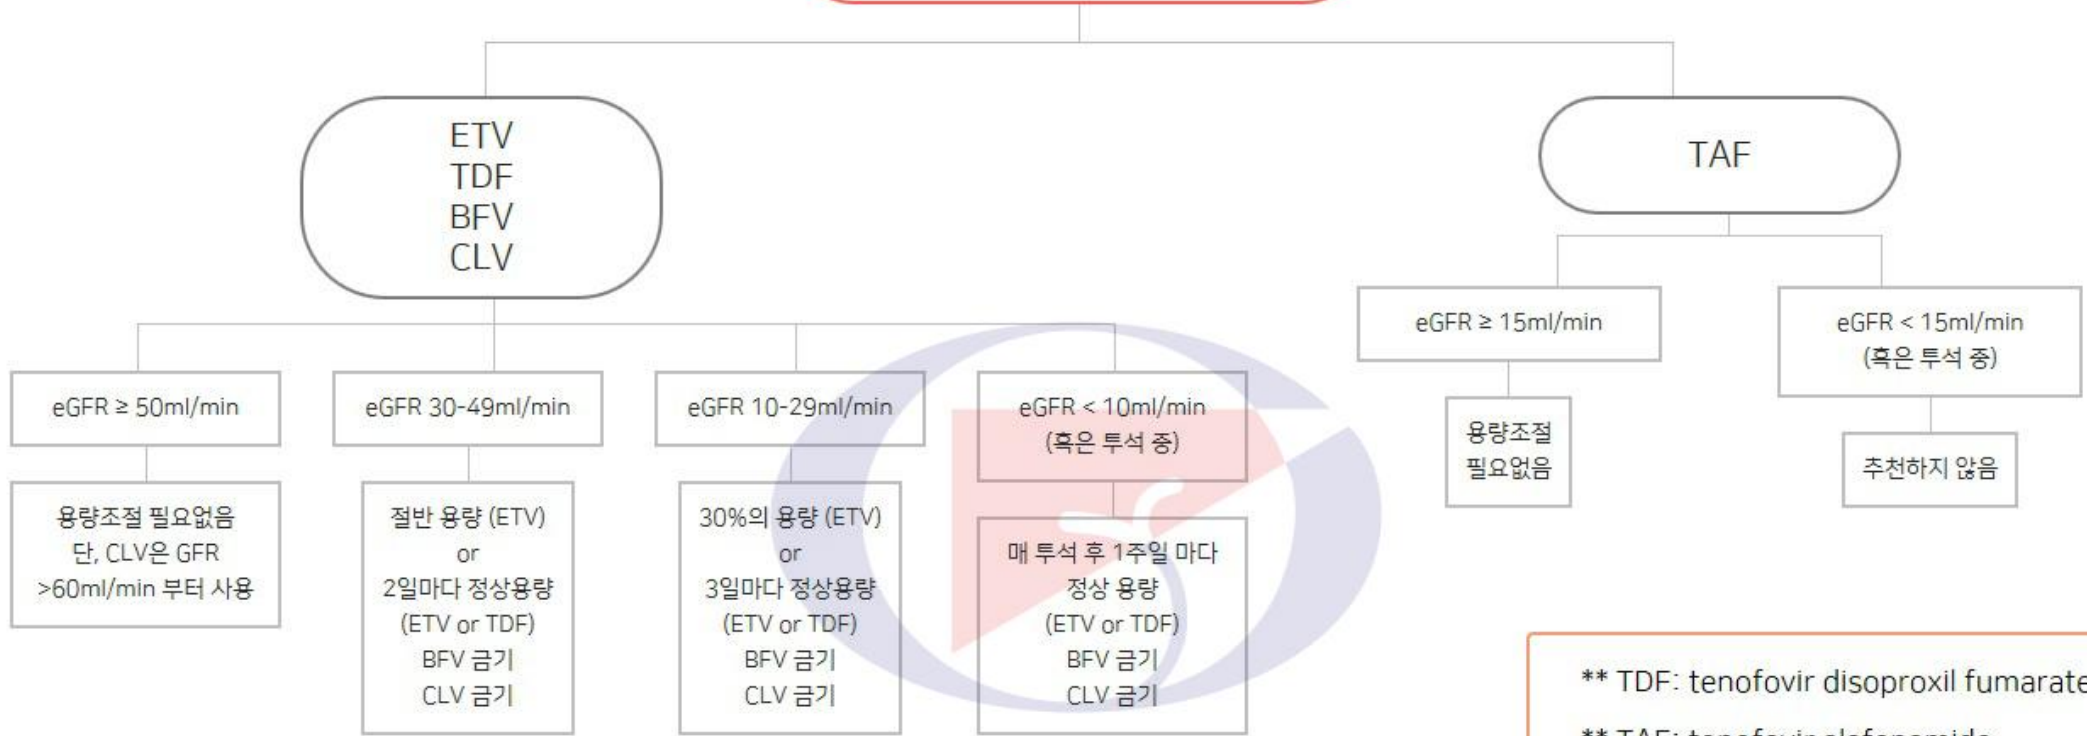 ETV
TDF
BFV
CLV
TAF
eGFR ≥ 50ml/min
용량조절 필요없음
단, CLV은 GFR
>60ml/min 부터 사용
eGFR 30-49ml/min
절반 용량 (ETV)
or
2일마다 정상용량
(ETV or TDF)
BFV 금기
CLV 금기
eGFR 10-29ml/min
30%의 용량 (ETV)
or
3일마다 정상용량
(ETV or TDF)
BFV 금기
CLV 금기
eGFR < 10ml/min
(혹은 투석 중)
매 투석 후 1주일 마다
정상 용량
(ETV or TDF)
BFV 금기
CLV 금기
eGFR ≥ 15ml/min
용량조절
필요없음
eGFR < 15ml/min
(혹은 투석 중)
추천하지 않음
** TDF: tenofovir disoproxil fumarate
** TAF: tenofovir alafenamide